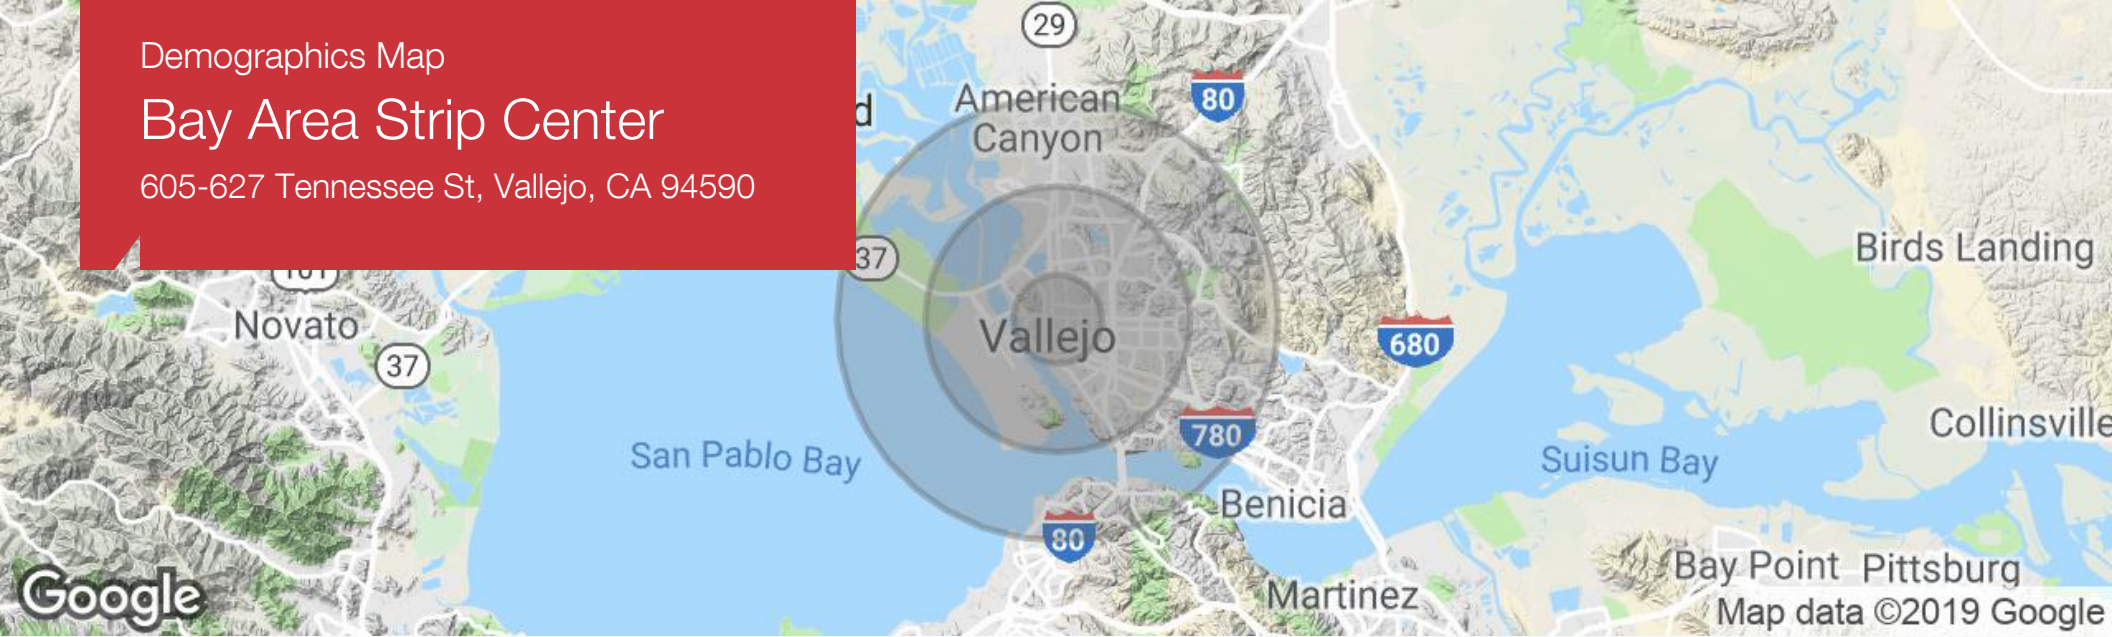 Demographics Map
Bay Area Strip Center
605-627 Tennessee St, Vallejo, CA 94590
29
80
American
Canyon
d
37
Birds Landing
101
Novato
37
Vallejo
680
Collinsville
780
San Pablo Bay
Suisun Bay
Benicia
80
Bay Point
Pittsburg
Google
Martinez
Map data ©2019 Google